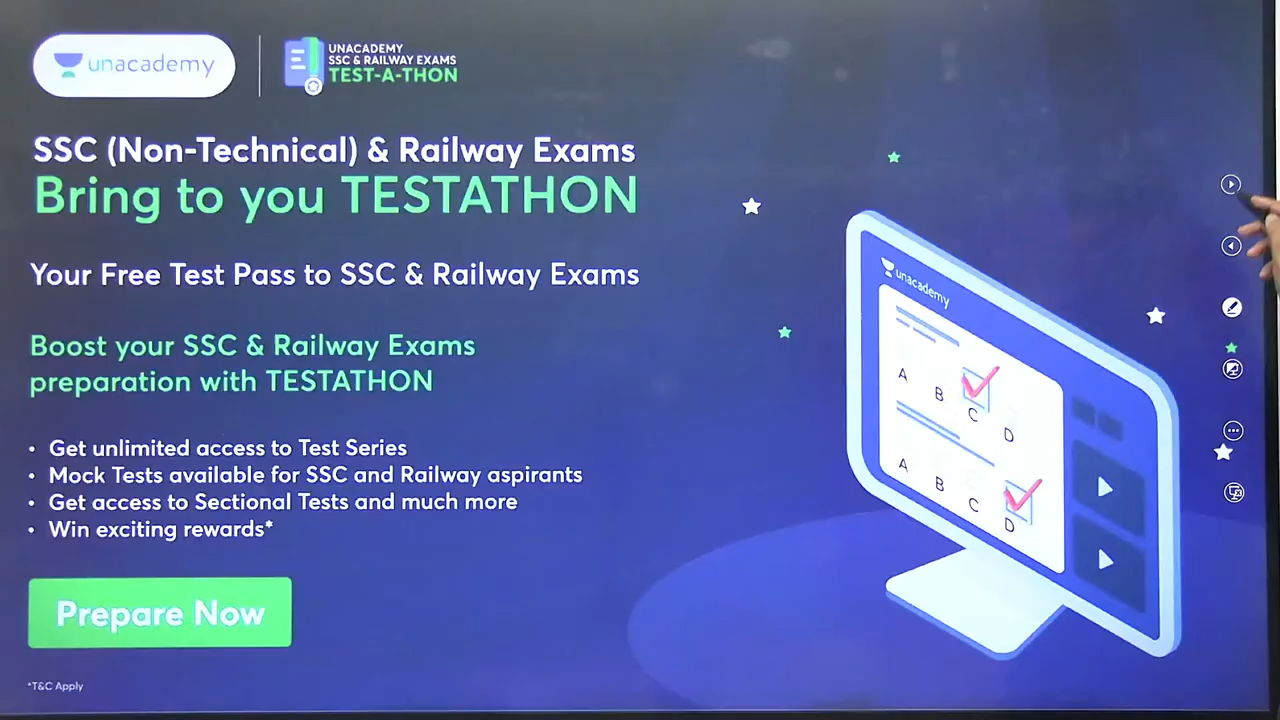 unacademy
UNACADEMY
SSC & RAILWAY EXAMS
TEST-A-THON
SSC (Non-Technical) & Railway Exams
Bring to you TESTATHON
Your Free Test Pass to SSC & Railway Exams
Boost your SSC & Railway Exams
preparation with TESTATHON
• Get unlimited access to Test Series
• Mock Tests available for SSC and Railway aspirants
• Get access to Sectional Tests and much more
• Win exciting rewards*
Prepare Now
*T&C Apply
unacademy
A B C D
A B C D